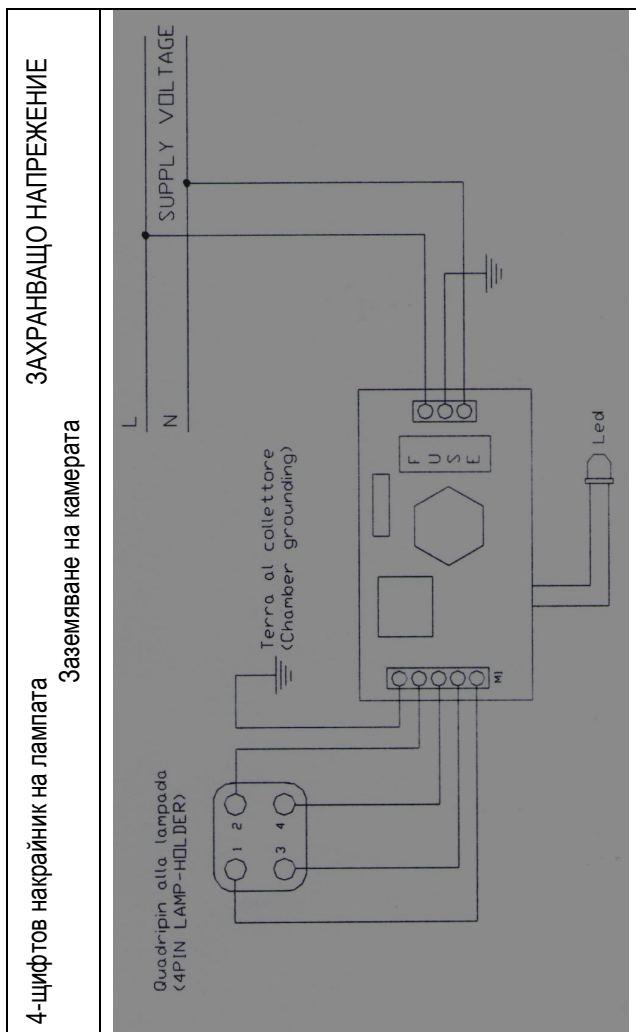 4-щифтов накрайник на лампата ЗАХРАНВАЩО НАПРЕЖЕНИЕ
Заземяване на камерата
L
N SUPPLY VOLTAGE
Terra al collettore
(Chamber grounding)
Quadripin alla lampada
(4PIN LAMP-HOLDER)
1 2
3 4
M1
FUSE
Led